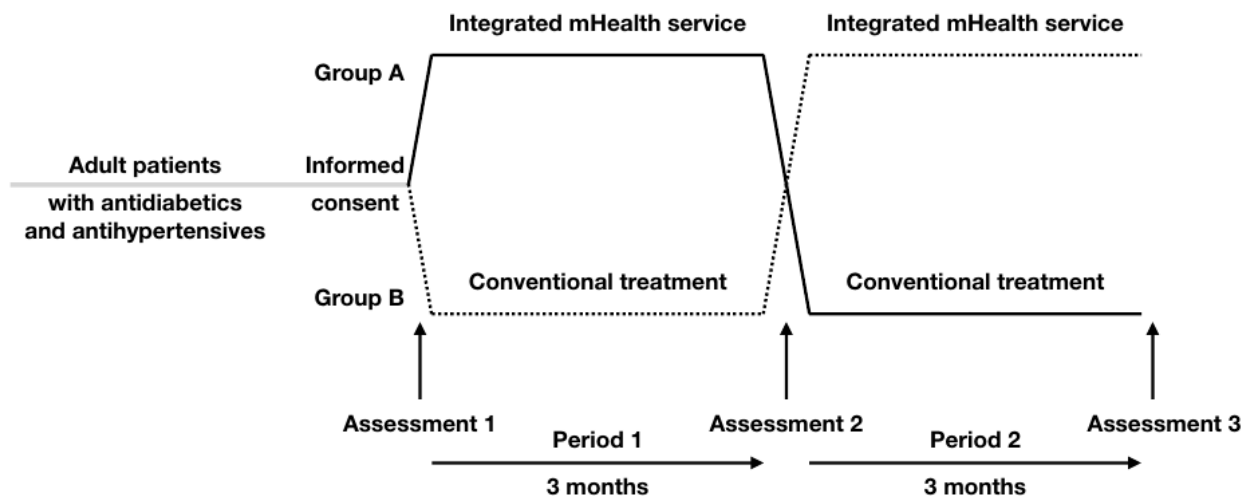 Integrated mHealth service
Integrated mHealth service
Group A
Adult patients
with antidiabetics
and antihypertensives
Informed
consent
Group B
Conventional treatment
Conventional treatment
Assessment 1
Assessment 2
Assessment 3
Period 1
3 months
Period 2
3 months